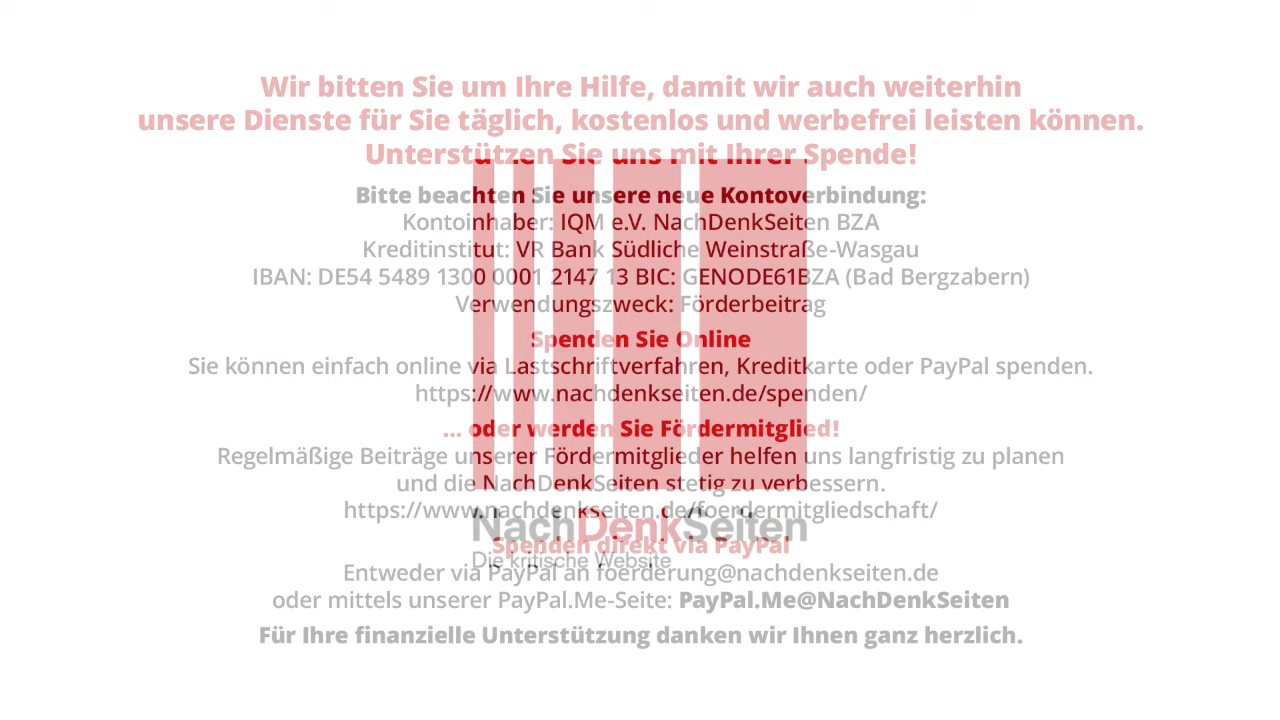 Wir bitten Sie um Ihre Hilfe, damit wir auch weiterhin
unsere Dienste für Sie täglich, kostenlos und werbefrei leisten können.
Unterstützen Sie uns mit Ihrer Spende!
Bitte beachten Sie unsere neue Kontoverbindung:
Kontoinhaber: IQM e.V. NachDenkSeiten BZA
Kreditinstitut: VR Bank Südliche Weinstraße-Wasgau
IBAN: DE54 5489 1300 0001 2147 13 BIC: GENODE61BZA (Bad Bergzabern)
Verwendungszweck: Förderbeitrag
Spenden Sie Online
Sie können einfach online via Lastschriftverfahren, Kreditkarte oder PayPal spenden.
https://www.nachdenkseiten.de/spenden/
... oder werden Sie Fördermitglied!
Regelmäßige Beiträge unserer Fördermitglieder helfen uns langfristig zu planen
und die NachDenkSeiten stetig zu verbessern.
https://www.nachdenkseiten.de/foerdermitgliedschaft/
NachDenkSeiten
Spenden direkt via PayPal
Die kritische Website
Entweder via PayPal an foerderung@nachdenkseiten.de
oder mittels unserer PayPal.Me-Seite: PayPal.Me@NachDenkSeiten
Für Ihre finanzielle Unterstützung danken wir Ihnen ganz herzlich.